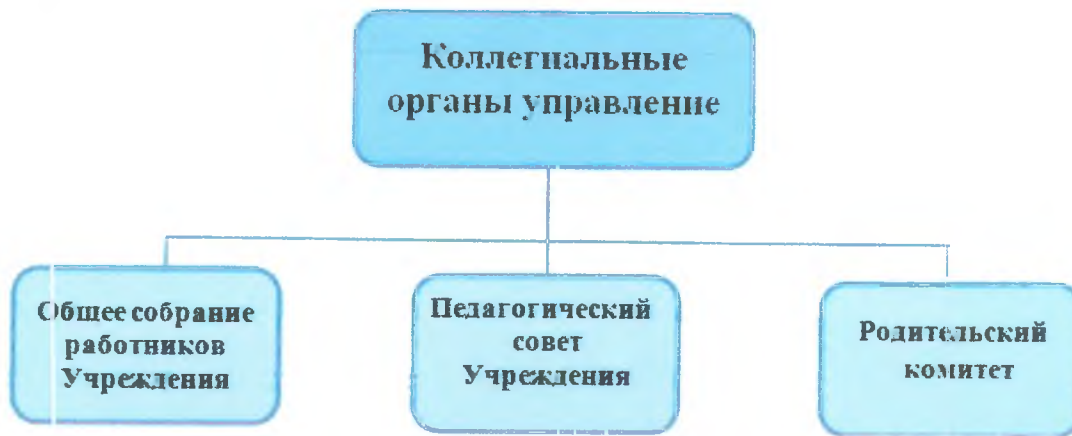 Коллегиальные
органы управление
Общее собрание
работников
Учреждения
Педагогический
совет
Учреждения
Родительский
комитет